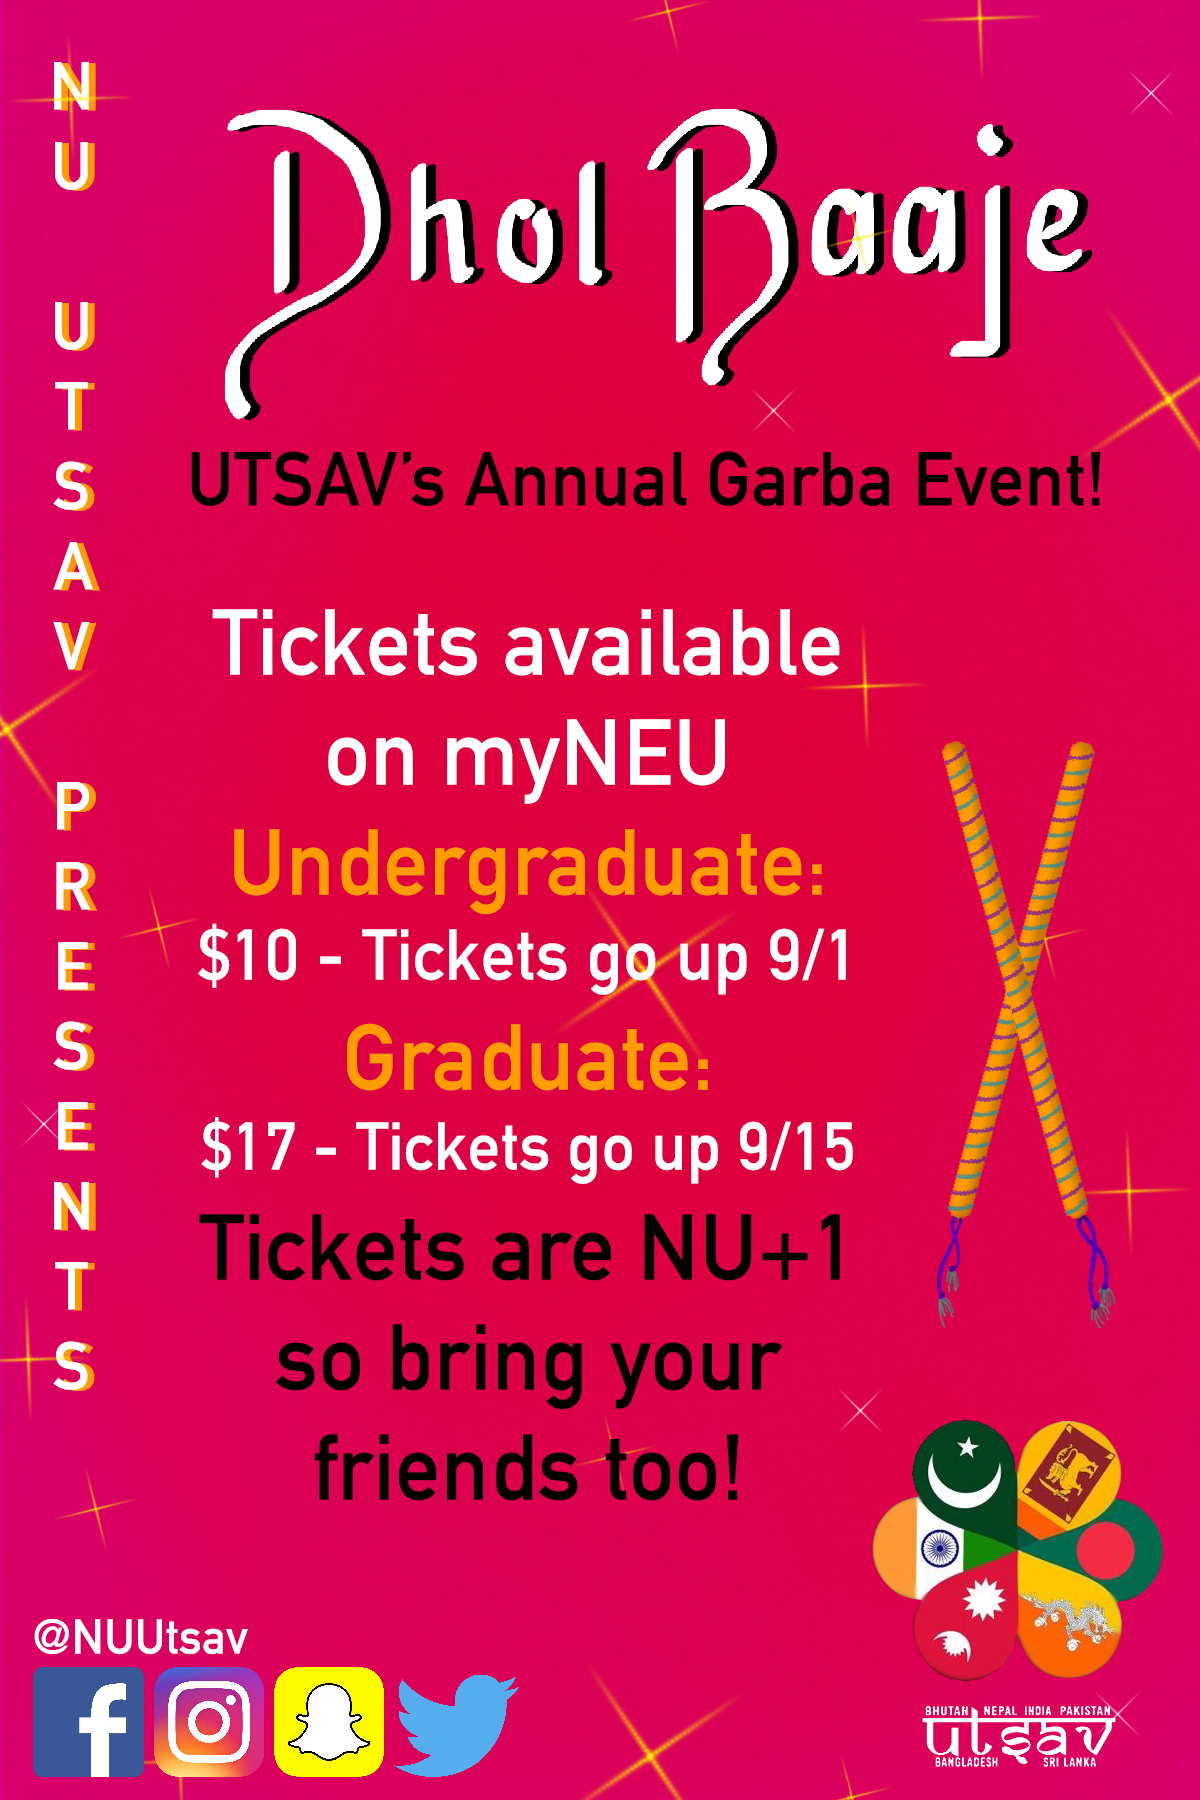 NU UTSAV PRESENTS
Dhol Baaje
UTSAV's Annual Garba Event!
Tickets available
on myNEU
Undergraduate:
$10 - Tickets go up 9/1
Graduate:
$17 - Tickets go up 9/15
Tickets are NU+1
so bring your
friends too!
@NUUtsav
f
BHUTAN NEPAL INDIA PAKISTAN
utsav
BANGLADESH SRI LANKA